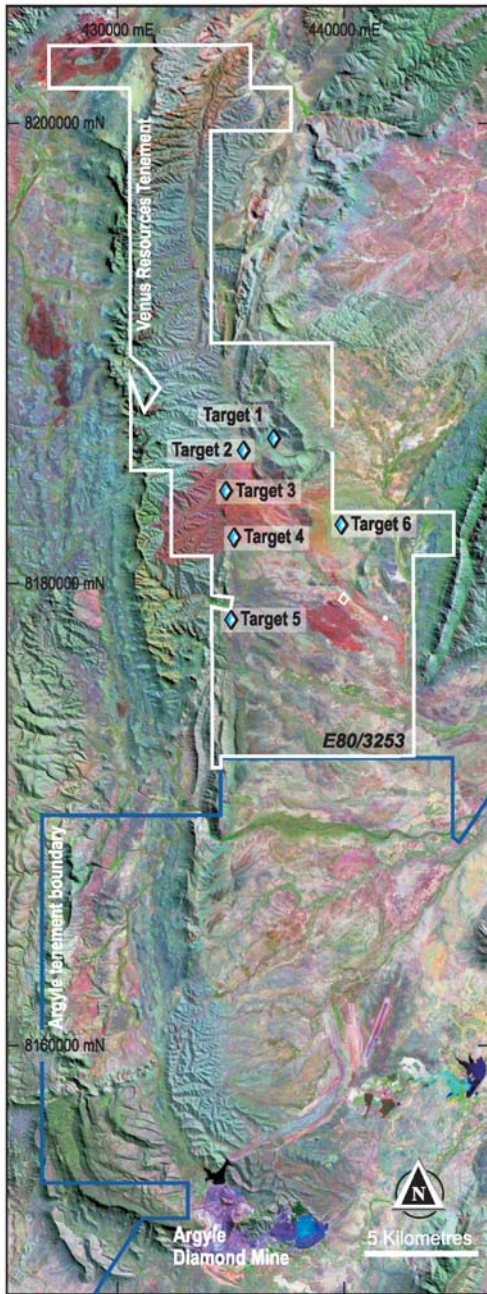 430000 mE
440000 mE
8200000 mN
Venus Resources Tenement
Target 1
Target 2
Target 3
Target 4
Target 6
8180000 mN
Target 5
E80/3253
Argyle tenement boundary
8160000 mN
N
5 Kilometres
Argyle
Diamond Mine